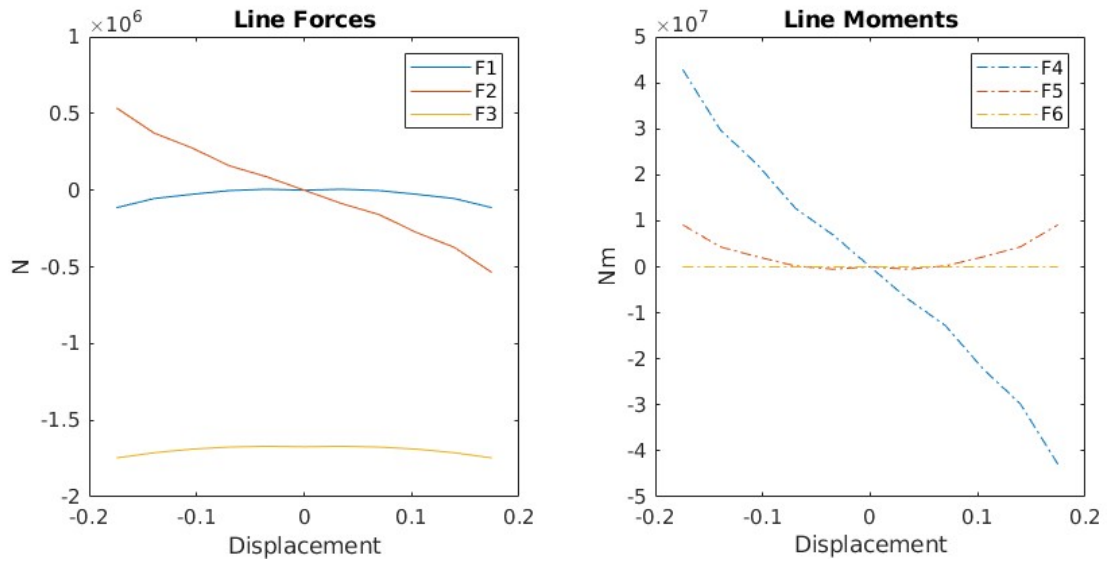 Line Forces
×10^6
1
0.5
0
-0.5
-1
-1.5
-2
N
-0.2
-0.1
0
0.1
0.2
Displacement
F1
F2
F3
Line Moments
×10^7
5
4
3
2
1
0
-1
-2
-3
-4
-5
Nm
-0.2
-0.1
0
0.1
0.2
Displacement
F4
F5
F6